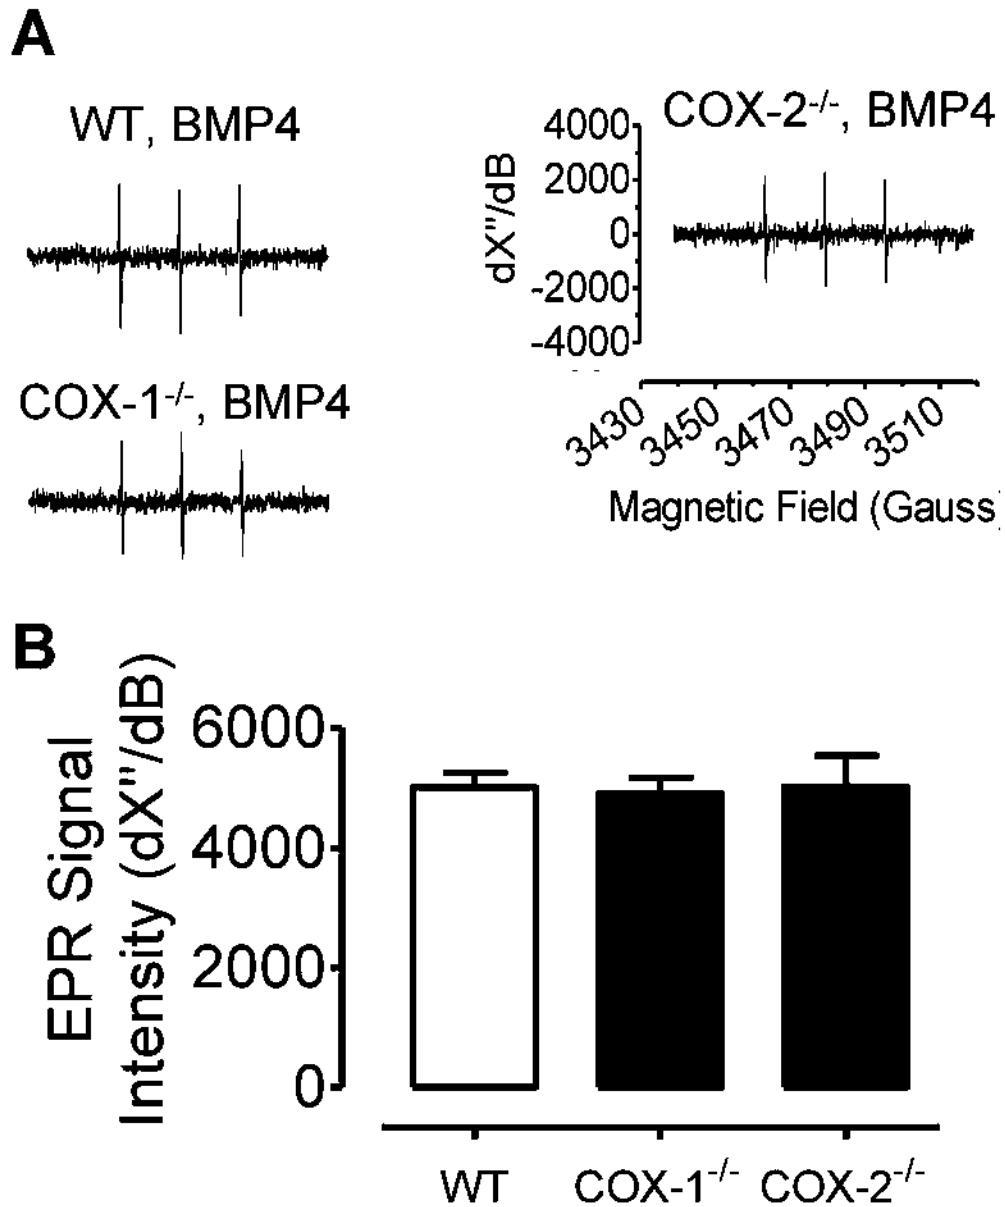 A
WT, BMP4
COX-2-/-, BMP4
4000
2000
0
-2000
-4000
dX"/dB
3430
3450
3470
3490
3510
Magnetic Field (Gauss)
COX-1-/-, BMP4
B
EPR Signal
Intensity (dX"/dB)
6000
4000
2000
0
WT
COX-1-/-
COX-2-/-